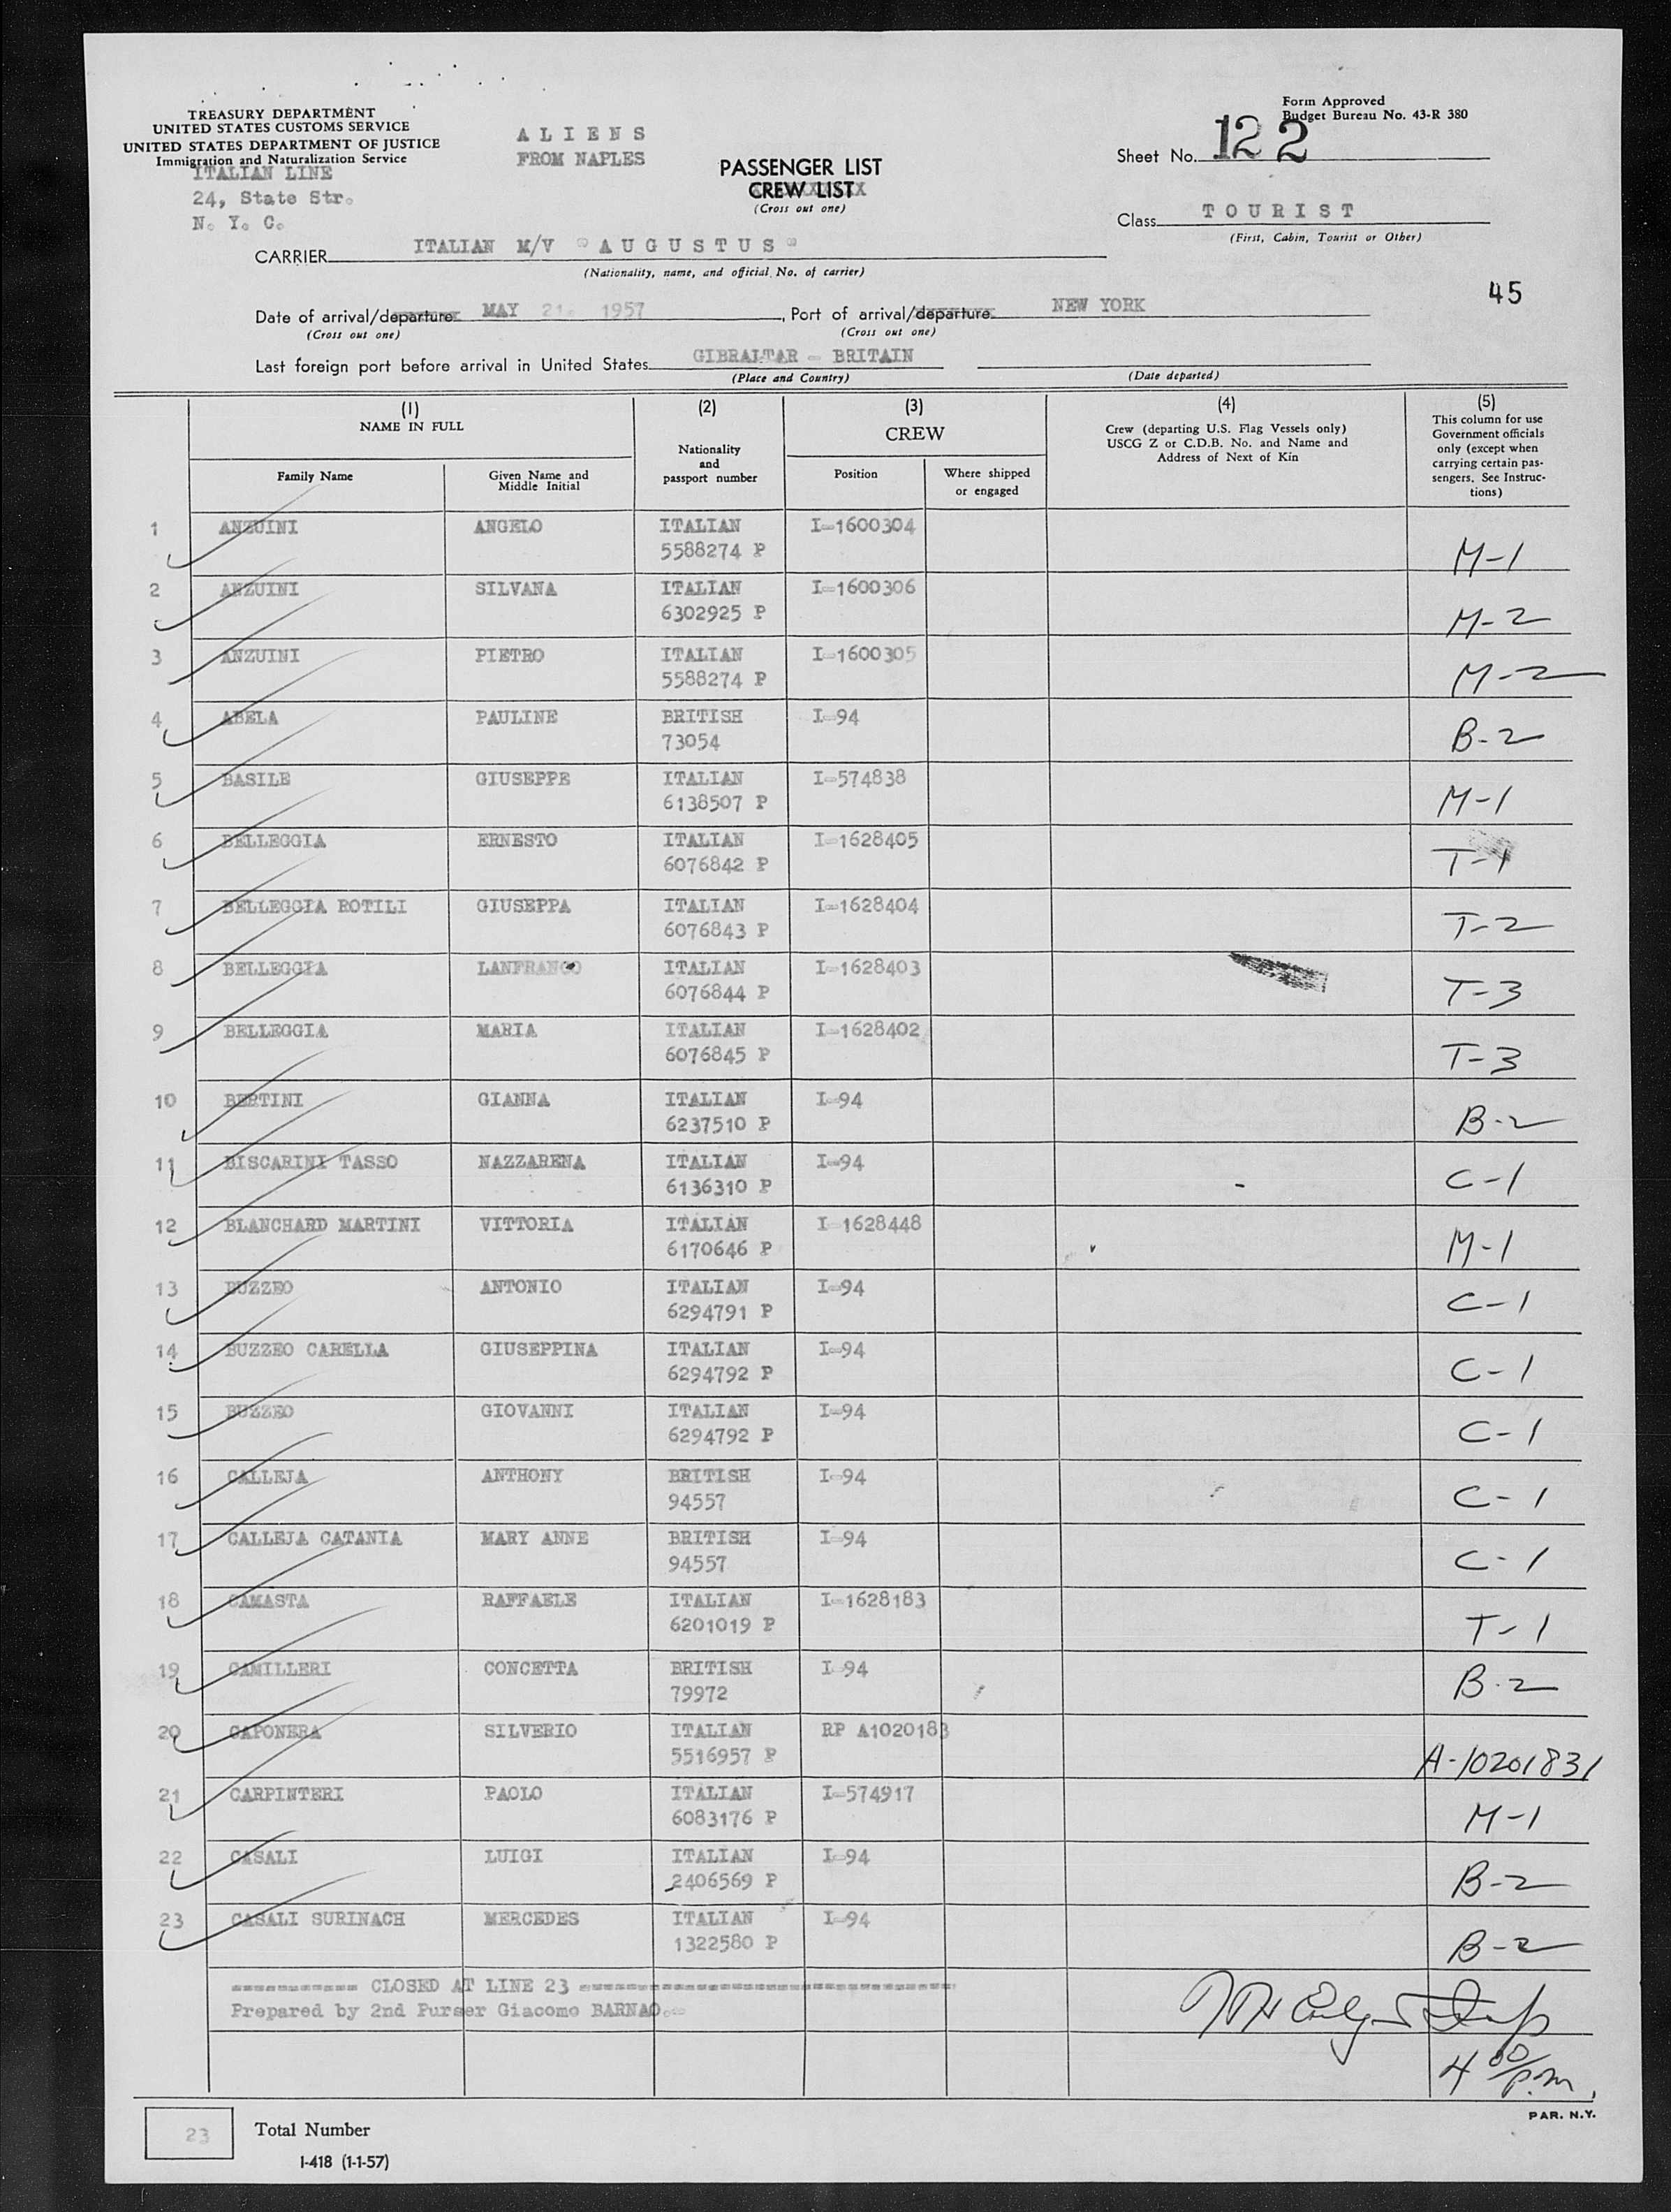 TREASURY DEPARTMENT
UNITED STATES CUSTOMS SERVICE
UNITED STATES DEPARTMENT OF JUSTICE
Immigration and Naturalization Service
ITALIAN LINE
24, State Str.
N. Y. C.
A L I E N S
FROM NAPLES
PASSENGER LIST
CREW LIST
(Cross out one)
Form Approved
Budget Bureau No. 43-R 380
Sheet No. 122
Class T O U R I S T
(First, Cabin, Tourist or Other)
CARRIER ITALIAN M/V "A U G U S T U S"
(Nationality, name, and official No. of carrier)
45
Date of arrival/departure MAY 21. 1957, Port of arrival/departure NEW YORK
(Cross out one) (Cross out one)
Last foreign port before arrival in United States GIBRALTAR - BRITAIN
(Place and Country) (Date departed)
(1) NAME IN FULL
Family Name
Given Name and Middle Initial
(2) Nationality and passport number
(3) CREW
Position
Where shipped or engaged
(4) Crew (departing U.S. Flag Vessels only) USCG Z or C.D.B. No. and Name and Address of Next of Kin
(5) This column for use Government officials only (except when carrying certain passengers. See Instructions)
1 ANZUINI ANGELO ITALIAN I-1600304
5588274 P M-1
2 ANZUINI SILVANA ITALIAN I-1600306
6302925 P M-2
3 ANZUINI PIETRO ITALIAN I-1600305
5588274 P M-2
4 ABELA PAULINE BRITISH I-94
73054 B-2
5 BASILE GIUSEPPE ITALIAN I-574838
6138507 P M-1
6 BELLEGGIA ERNESTO ITALIAN I-1628405
6076842 P T-1
7 BELLEGGIA ROTILI GIUSEPPA ITALIAN I-1628404
6076843 P T-2
8 BELLEGGIA LANFRANCO ITALIAN I-1628403
6076844 P T-3
9 BELLEGGIA MARIA ITALIAN I-1628402
6076845 P T-3
10 BERTINI GIANNA ITALIAN I-94
6237510 P B-2
11 BISCARINI TASSO NAZZARENA ITALIAN I-94
6136310 P C-1
12 BLANCHARD MARTINI VITTORIA ITALIAN I-1628448
6170646 P M-1
13 BUZZEO ANTONIO ITALIAN I-94
6294791 P C-1
14 BUZZEO CARELLA GIUSEPPINA ITALIAN I-94
6294792 P C-1
15 BUZZEO GIOVANNI ITALIAN I-94
6294792 P C-1
16 CALLEJA ANTHONY BRITISH I-94
94557 C-1
17 CALLEJA CATANIA MARY ANNE BRITISH I-94
94557 C-1
18 CAMASTA RAFFAELE ITALIAN I-1628183
6201019 P T-1
19 CAMILLERI CONCETTA BRITISH I-94
79972 B-2
20 CAPONERA SILVERIO ITALIAN RP A1020183
5516957 P A-10201831
21 CARPINTERI PAOLO ITALIAN I-574917
6083176 P M-1
22 CASALI LUIGI ITALIAN I-94
2406569 P B-2
23 CASALI SURINACH MERCEDES ITALIAN I-94
1322580 P B-2
CLOSED AT LINE 23
Prepared by 2nd Purser Giacomo BARNAO.
4 00 p.m.
PAR. N.Y.
23 Total Number
I-418 (1-1-57)